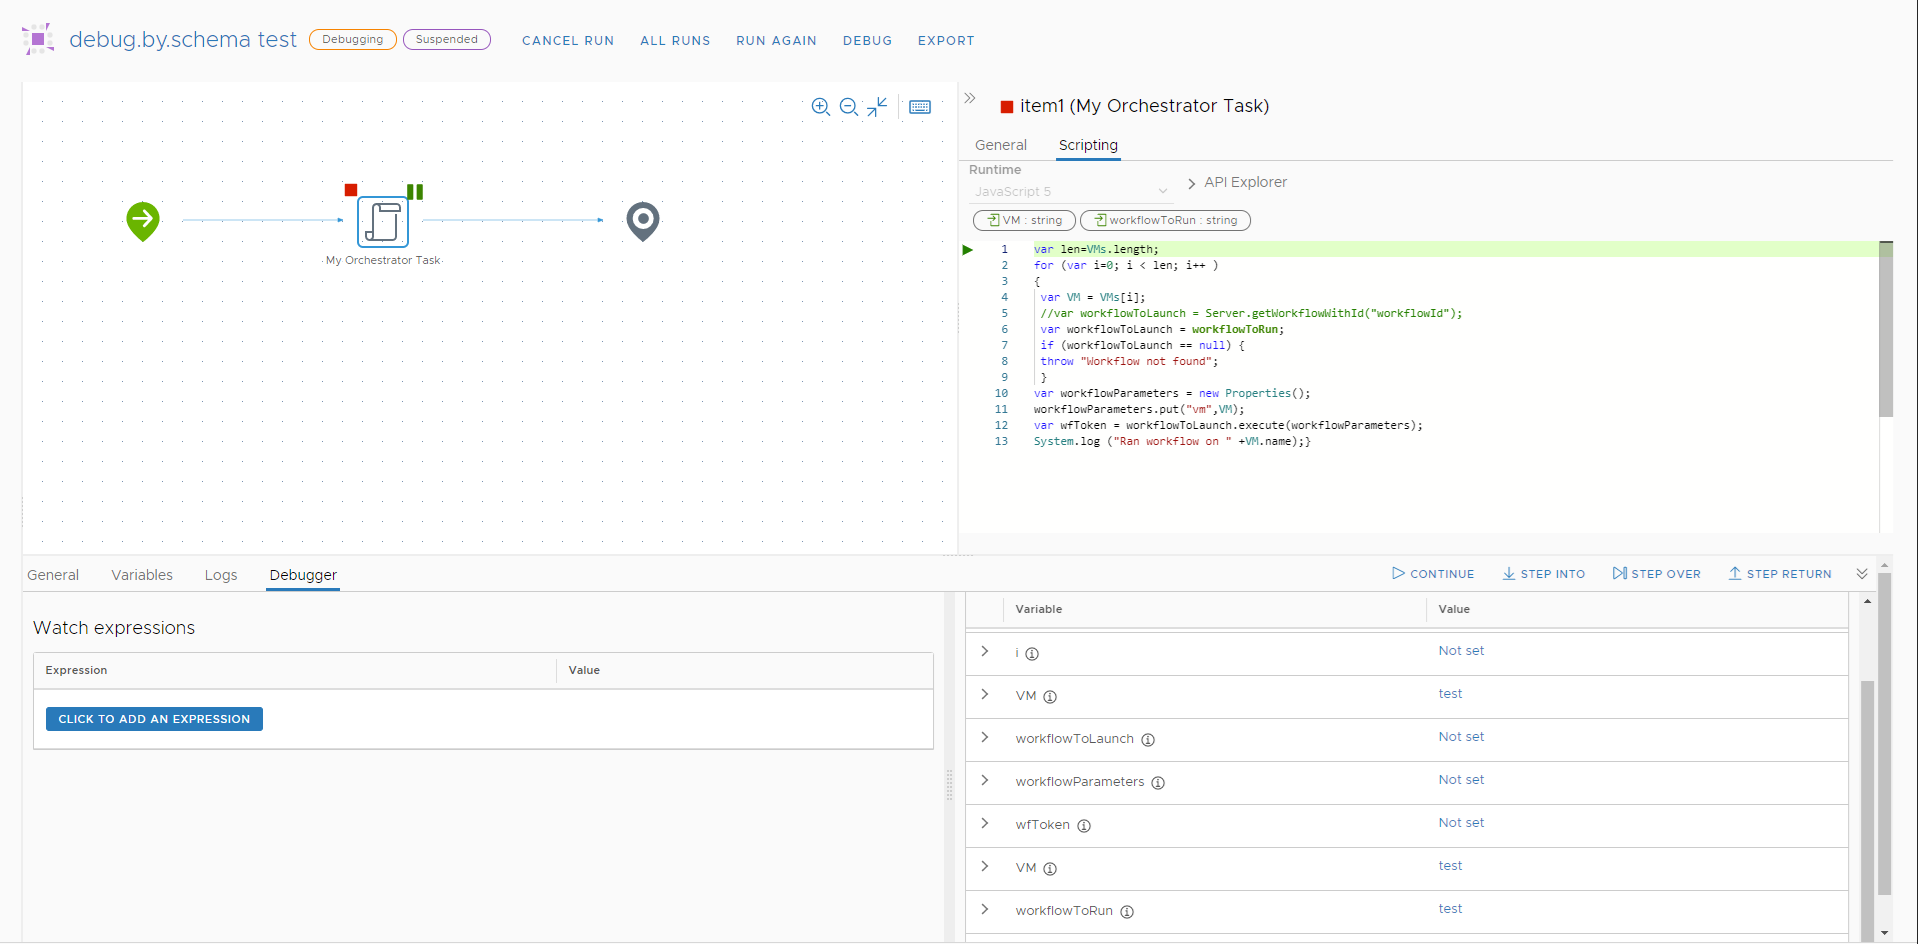 debug.by.schema test Debugging Suspended CANCEL RUN ALL RUNS RUN AGAIN DEBUG EXPORT
My Orchestrator Task
item1 (My Orchestrator Task)
General Scripting
Runtime
JavaScript 5
API Explorer
VM : string workflowToRun : string
1 var len=VMs.length;
2 for (var i=0; i < len; i++ )
3 {
4 var VM = VMs[i];
5 //var workflowToLaunch = Server.getWorkflowWithId("workflowId");
6 var workflowToLaunch = workflowToRun;
7 if (workflowToLaunch == null) {
8 throw "Workflow not found";
9 }
10 var workflowParameters = new Properties();
11 workflowParameters.put("vm",VM);
12 var wfToken = workflowToLaunch.execute(workflowParameters);
13 System.log ("Ran workflow on " +VM.name);}
General Variables Logs Debugger
CONTINUE STEP INTO STEP OVER STEP RETURN
Watch expressions
Expression Value
CLICK TO ADD AN EXPRESSION
Variable Value
i Not set
VM test
workflowToLaunch Not set
workflowParameters Not set
wfToken Not set
VM test
workflowToRun test